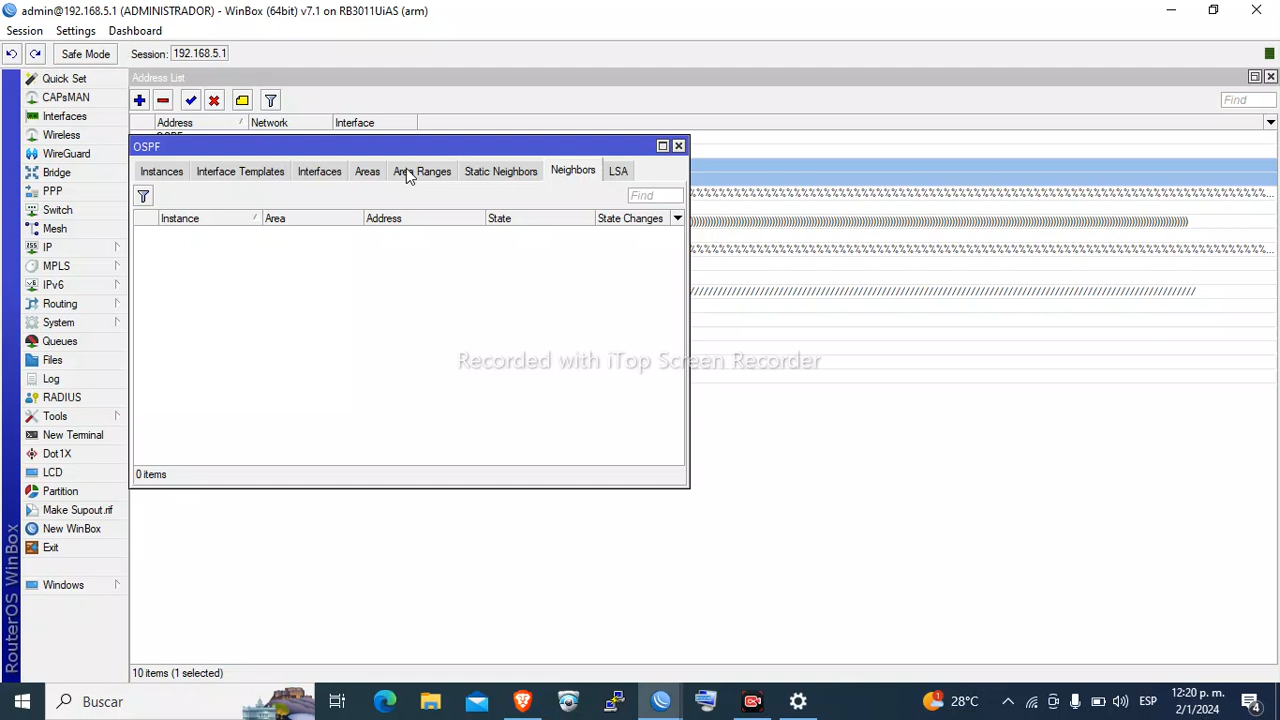 admin@192.168.5.1 (ADMINISTRADOR) - WinBox (64bit) v7.1 on RB3011UiAS (arm)
Session Settings Dashboard
Safe Mode Session: 192.168.5.1
Quick Set
CAPsMAN
Interfaces
Wireless
WireGuard
Bridge
PPP
Switch
Mesh
IP
MPLS
IPv6
Routing
System
Queues
Files
Log
RADIUS
Tools
New Terminal
Dot1X
LCD
Partition
Make Supout.rif
New WinBox
Exit
Windows
RouterOS WinBox
Address List
Find
Address Network Interface
OSPF
Instances Interface Templates Interfaces Areas Area Ranges Static Neighbors Neighbors LSA
Find
Instance Area Address State State Changes
0 items
Recorded with iTop Screen Recorder
10 items (1 selected)
Buscar
28°C
ESP
12:20 p. m.
2/1/2024
4